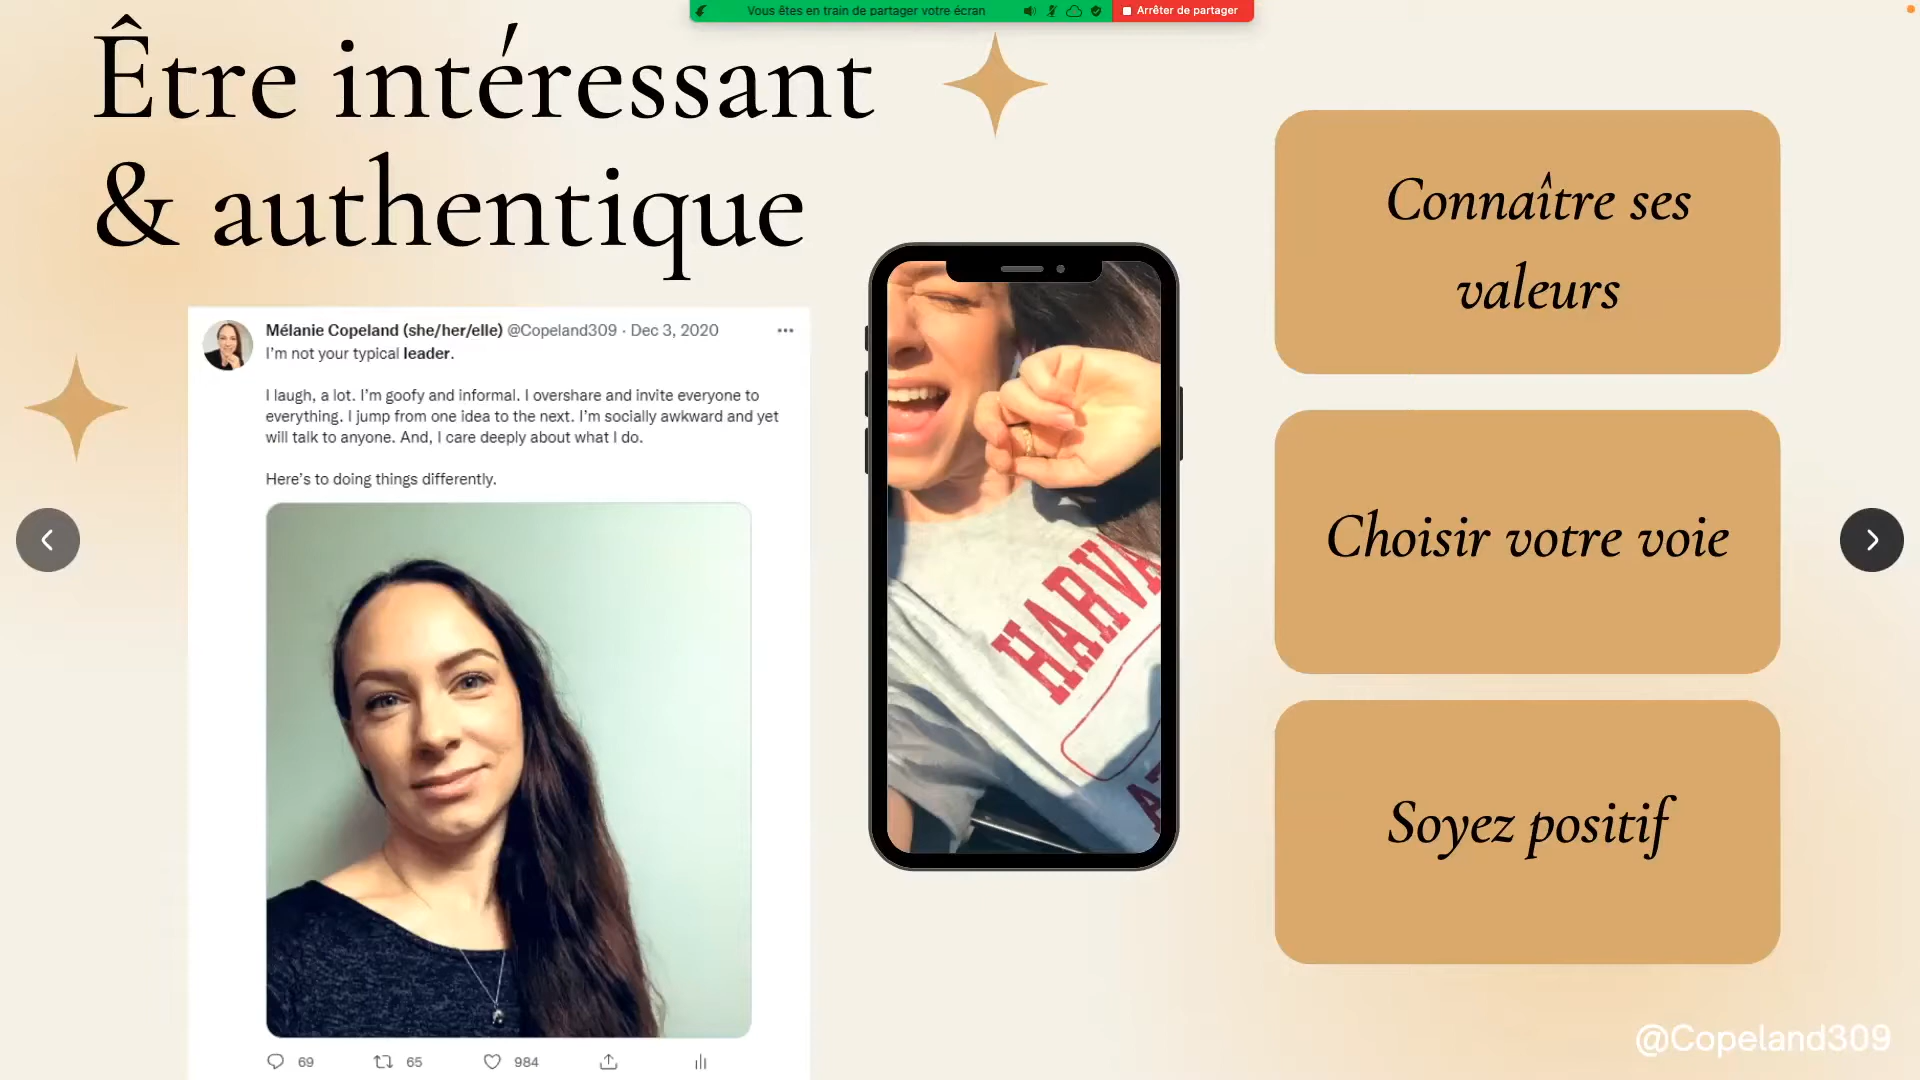 Vous êtes en train de partager votre écran
Arrêter de partager
Être intéressant
& authentique
Mélanie Copeland (she/her/elle) @Copeland309 · Dec 3, 2020
I'm not your typical leader.
I laugh, a lot. I'm goofy and informal. I overshare and invite everyone to
everything. I jump from one idea to the next. I'm socially awkward and yet
will talk to anyone. And, I care deeply about what I do.
Here's to doing things differently.
69 65 984
HARVA
Connaître ses
valeurs
Choisir votre voie
Soyez positif
@Copeland309